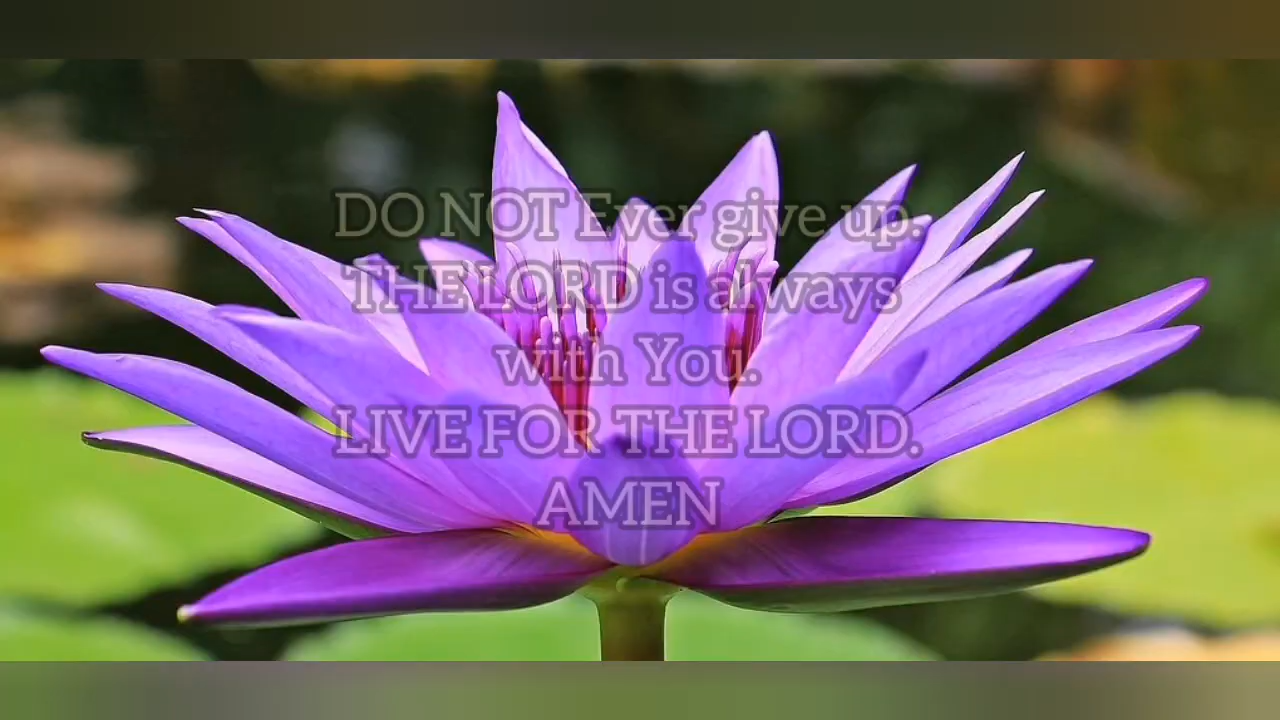 DO NOT Ever give up,
THE LORD is always
with You.
LIVE FOR THE LORD.
AMEN